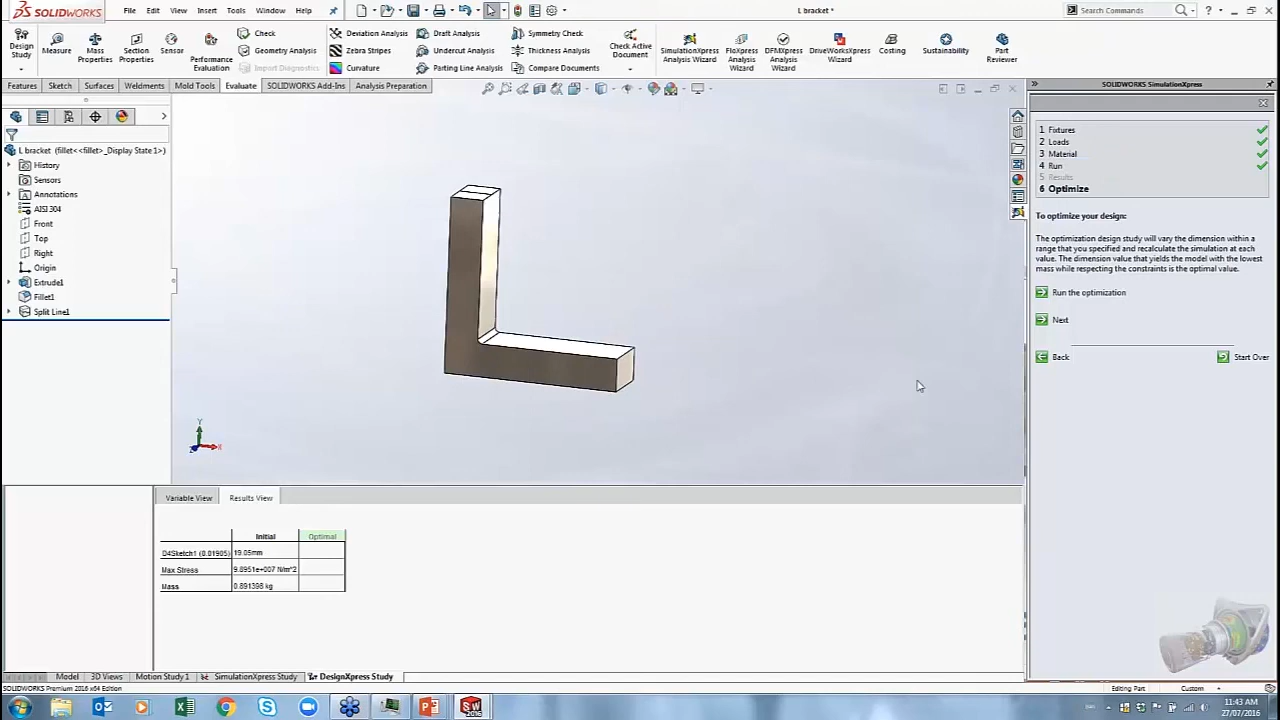 SOLIDWORKS
File Edit View Insert Tools Window Help
L bracket *
Search Commands
Design Study
Measure
Mass Properties
Section Properties
Sensor
Performance Evaluation
Check
Geometry Analysis
Import Diagnostics
Deviation Analysis
Zebra Stripes
Curvature
Draft Analysis
Undercut Analysis
Parting Line Analysis
Symmetry Check
Thickness Analysis
Compare Documents
Check Active Document
SimulationXpress Analysis Wizard
FloXpress Analysis Wizard
DFMXpress Analysis Wizard
DriveWorksXpress Wizard
Costing
Sustainability
Part Reviewer
Features Sketch Surfaces Weldments Mold Tools Evaluate SOLIDWORKS Add-Ins Analysis Preparation
L bracket (fillet<<fillet>_Display State 1>)
History
Sensors
Annotations
AISI 304
Front
Top
Right
Origin
Extrude1
Fillet1
Split Line1
Y
X
Z
SOLIDWORKS SimulationXpress
1 Fixtures
2 Loads
3 Material
4 Run
5 Results
6 Optimize
To optimize your design:
The optimization design study will vary the dimension within a
range that you specified and recalculate the simulation at each
value. The dimension value that yields the model with the lowest
mass while respecting the constraints is the optimal value.
Run the optimization
Next
Back Start Over
Variable View Results View
Initial Optimal
D4Sketch1 (0.01905) 19.05mm
Max Stress 9.8951e+007 N/m^2
Mass 0.891398 kg
Model 3D Views Motion Study 1 SimulationXpress Study DesignXpress Study
SOLIDWORKS Premium 2016 x64 Edition
Editing Part Custom
11:43 AM
27/07/2016